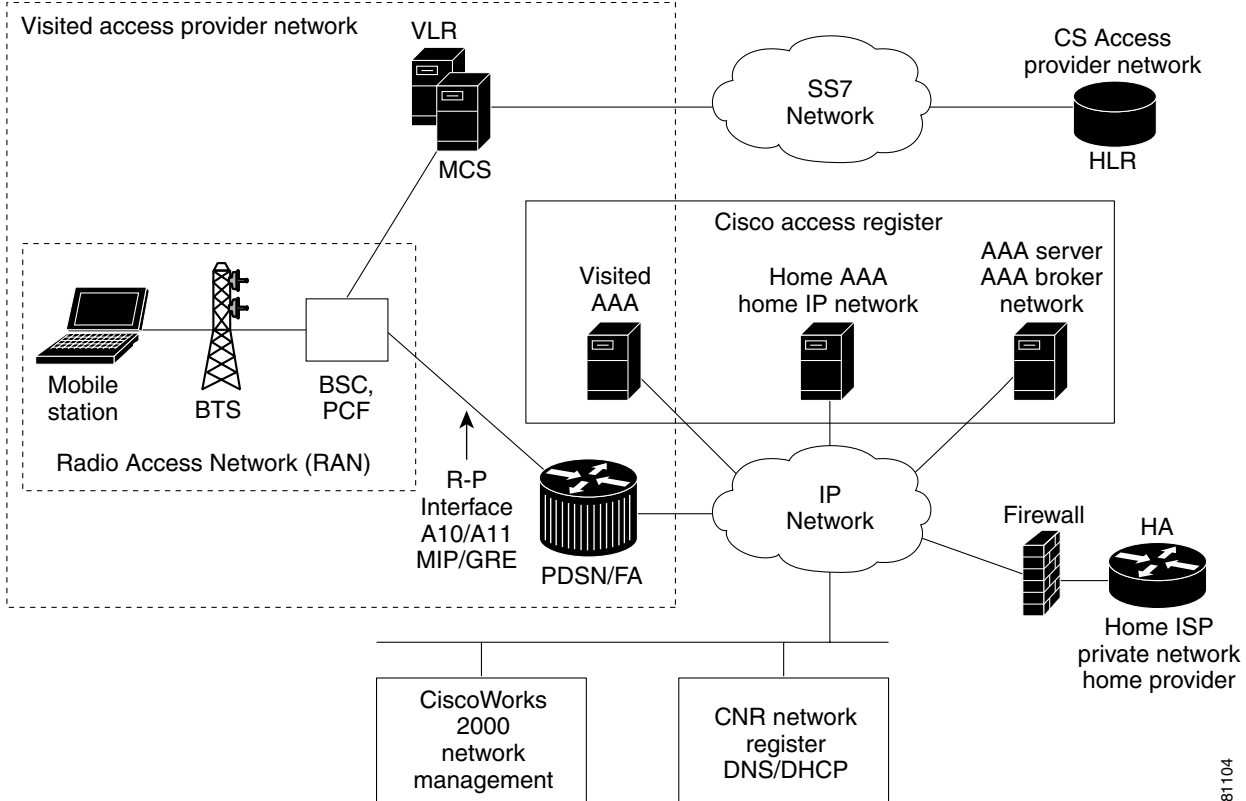 Visited access provider network
VLR
MCS
SS7
Network
CS Access
provider network
HLR
Cisco access register
Visited
AAA
Home AAA
home IP network
AAA server
AAA broker
network
Mobile
station
BTS
BSC,
PCF
Radio Access Network (RAN)
R-P
Interface
A10/A11
MIP/GRE
PDSN/FA
IP
Network
Firewall
HA
Home ISP
private network
home provider
CiscoWorks
2000
network
management
CNR network
register
DNS/DHCP
81104